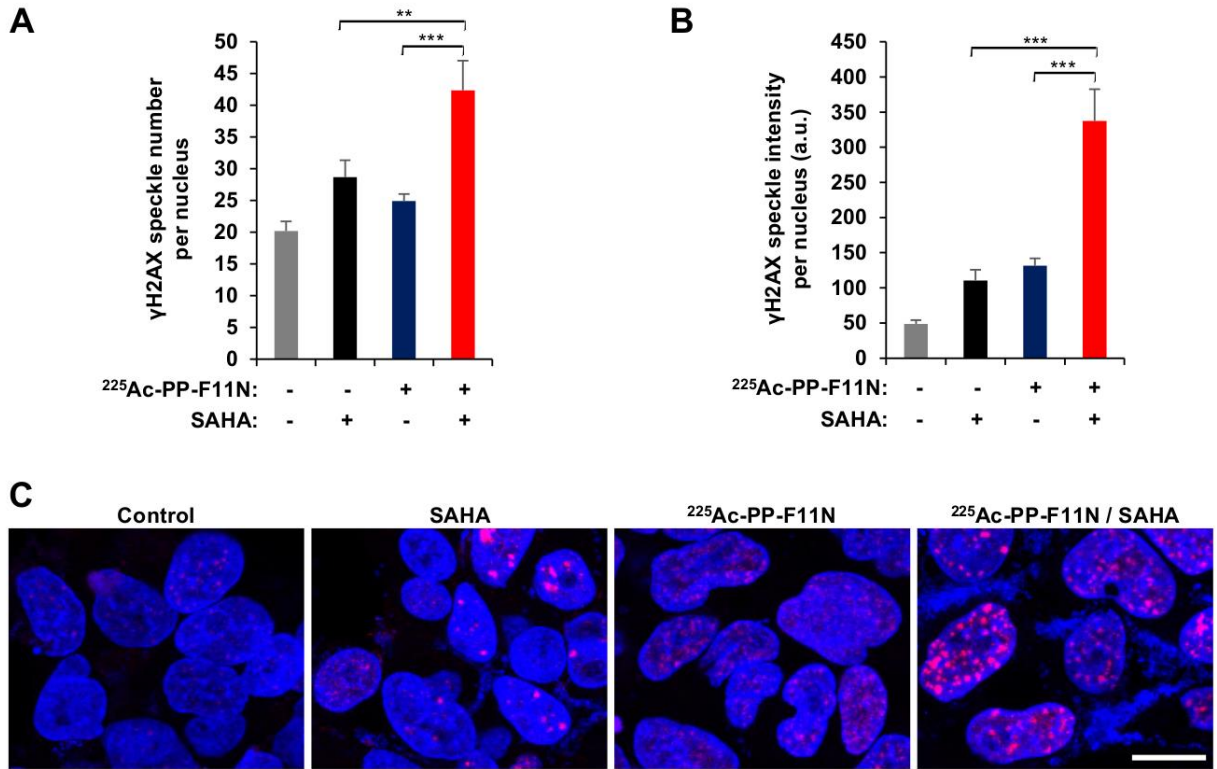 A
**
***
50
45
40
35
30
25
20
15
10
5
0
γH2AX speckle number
per nucleus
²²⁵Ac-PP-F11N: - - + +
SAHA: - + - +
B
***
***
450
400
350
300
250
200
150
100
50
0
γH2AX speckle intensity
per nucleus (a.u.)
²²⁵Ac-PP-F11N: - - + +
SAHA: - + - +
C
Control
SAHA
²²⁵Ac-PP-F11N
²²⁵Ac-PP-F11N / SAHA